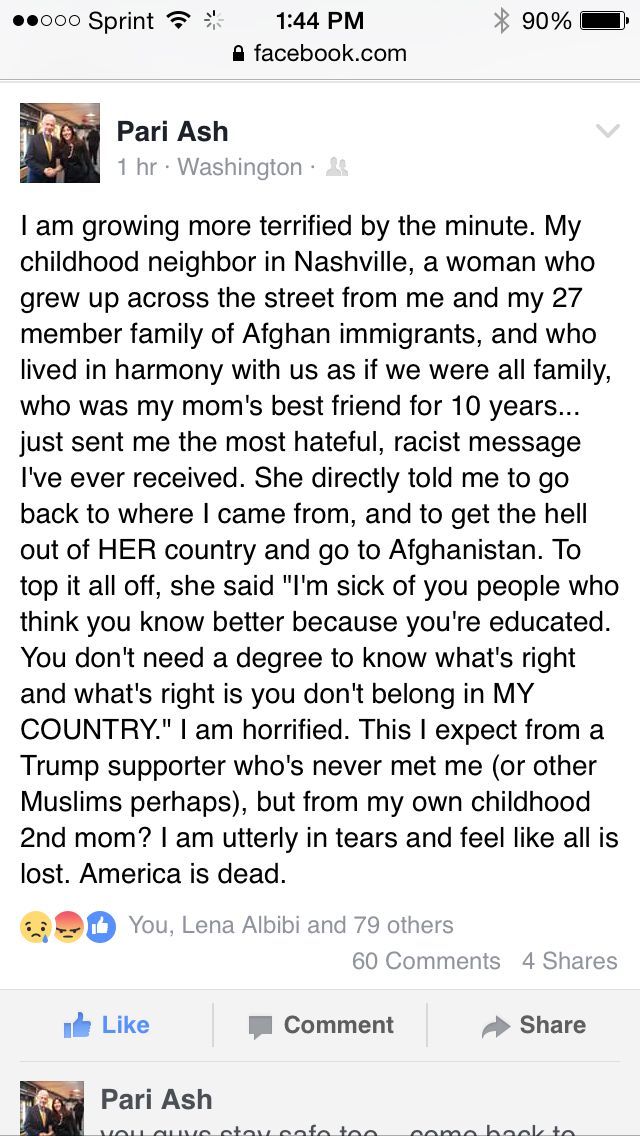 Sprint 1:44 PM 90%
facebook.com
Pari Ash
1 hr · Washington ·
I am growing more terrified by the minute. My
childhood neighbor in Nashville, a woman who
grew up across the street from me and my 27
member family of Afghan immigrants, and who
lived in harmony with us as if we were all family,
who was my mom's best friend for 10 years...
just sent me the most hateful, racist message
I've ever received. She directly told me to go
back to where I came from, and to get the hell
out of HER country and go to Afghanistan. To
top it all off, she said "I'm sick of you people who
think you know better because you're educated.
You don't need a degree to know what's right
and what's right is you don't belong in MY
COUNTRY." I am horrified. This I expect from a
Trump supporter who's never met me (or other
Muslims perhaps), but from my own childhood
2nd mom? I am utterly in tears and feel like all is
lost. America is dead.
You, Lena Albibi and 79 others
60 Comments 4 Shares
Like Comment Share
Pari Ash
you guys stay safe too... come back to